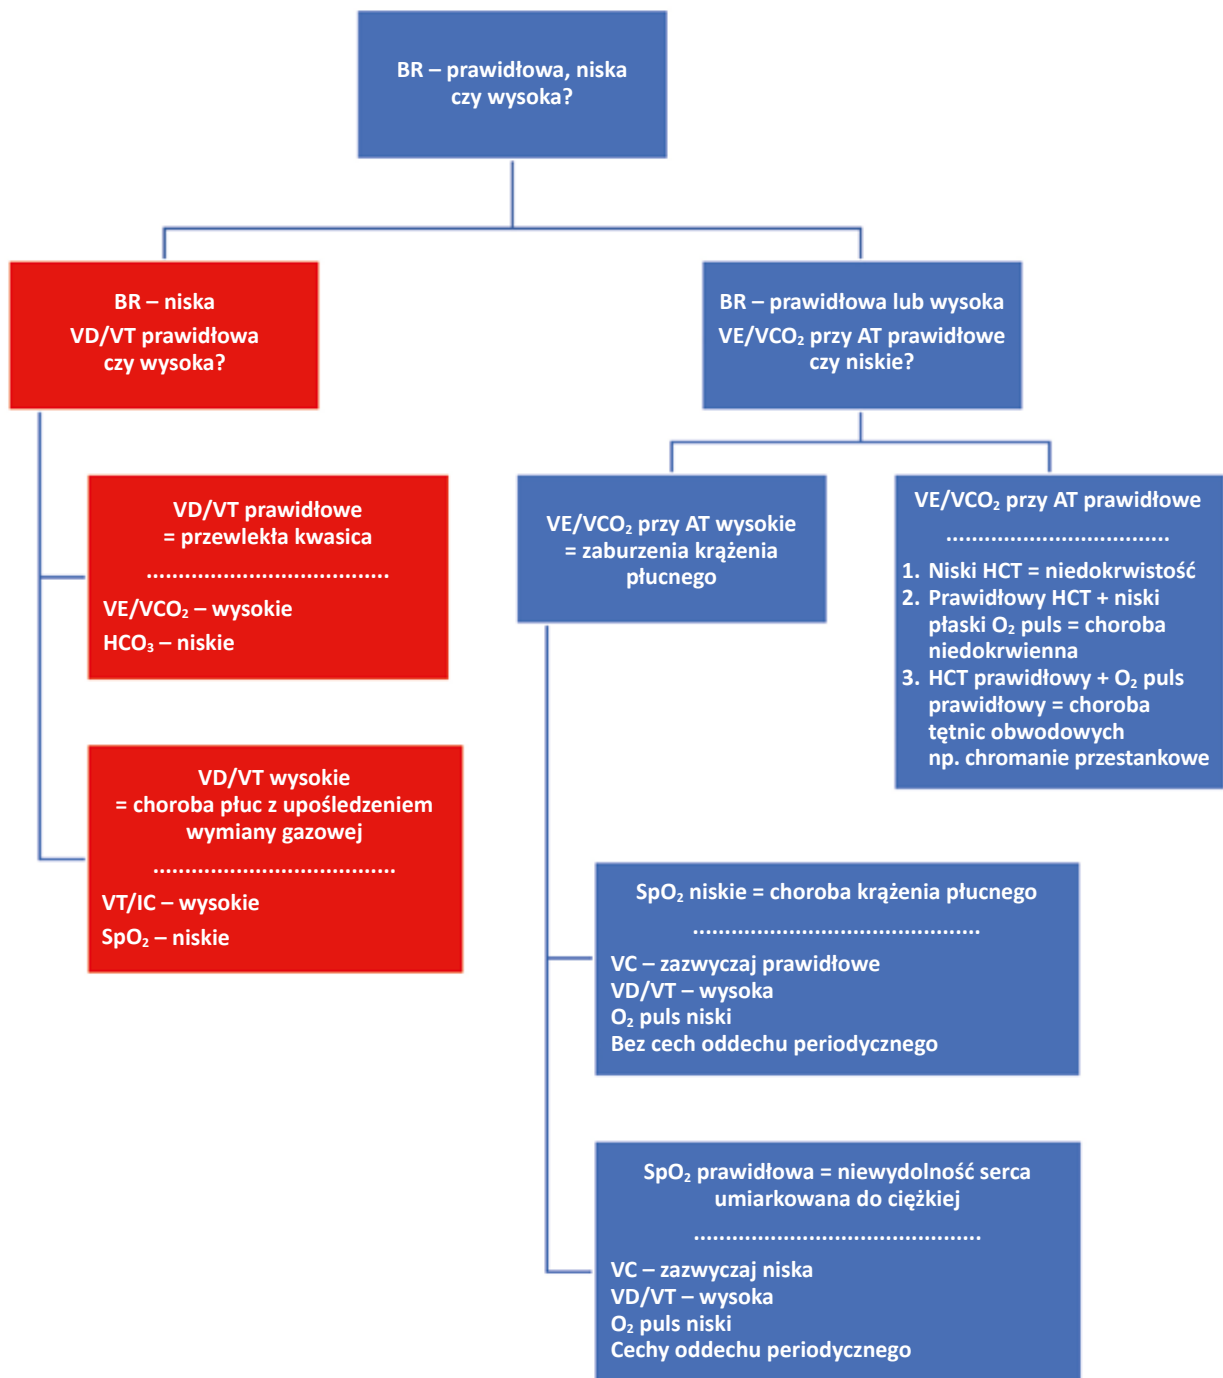 BR – prawidłowa, niska
czy wysoka?
BR – niska
VD/VT prawidłowa
czy wysoka?
BR – prawidłowa lub wysoka
VE/VCO₂ przy AT prawidłowe
czy niskie?
VD/VT prawidłowe
= przewlekła kwasica
.....................................
VE/VCO₂ – wysokie
HCO₃ – niskie
VE/VCO₂ przy AT wysokie
= zaburzenia krążenia
płucnego
VE/VCO₂ przy AT prawidłowe
..................................
1. Niski HCT = niedokrwistość
2. Prawidłowy HCT + niski
płaski O₂ puls = choroba
niedokrwienna
3. HCT prawidłowy + O₂ puls
prawidłowy = choroba
tętnic obwodowych
np. chromanie przestankowe
VD/VT wysokie
= choroba płuc z upośledzeniem
wymiany gazowej
.....................................
VT/IC – wysokie
SpO₂ – niskie
SpO₂ niskie = choroba krążenia płucnego
............................................
VC – zazwyczaj prawidłowe
VD/VT – wysoka
O₂ puls niski
Bez cech oddechu periodycznego
SpO₂ prawidłowa = niewydolność serca
umiarkowana do ciężkiej
............................................
VC – zazwyczaj niska
VD/VT – wysoka
O₂ puls niski
Cechy oddechu periodycznego